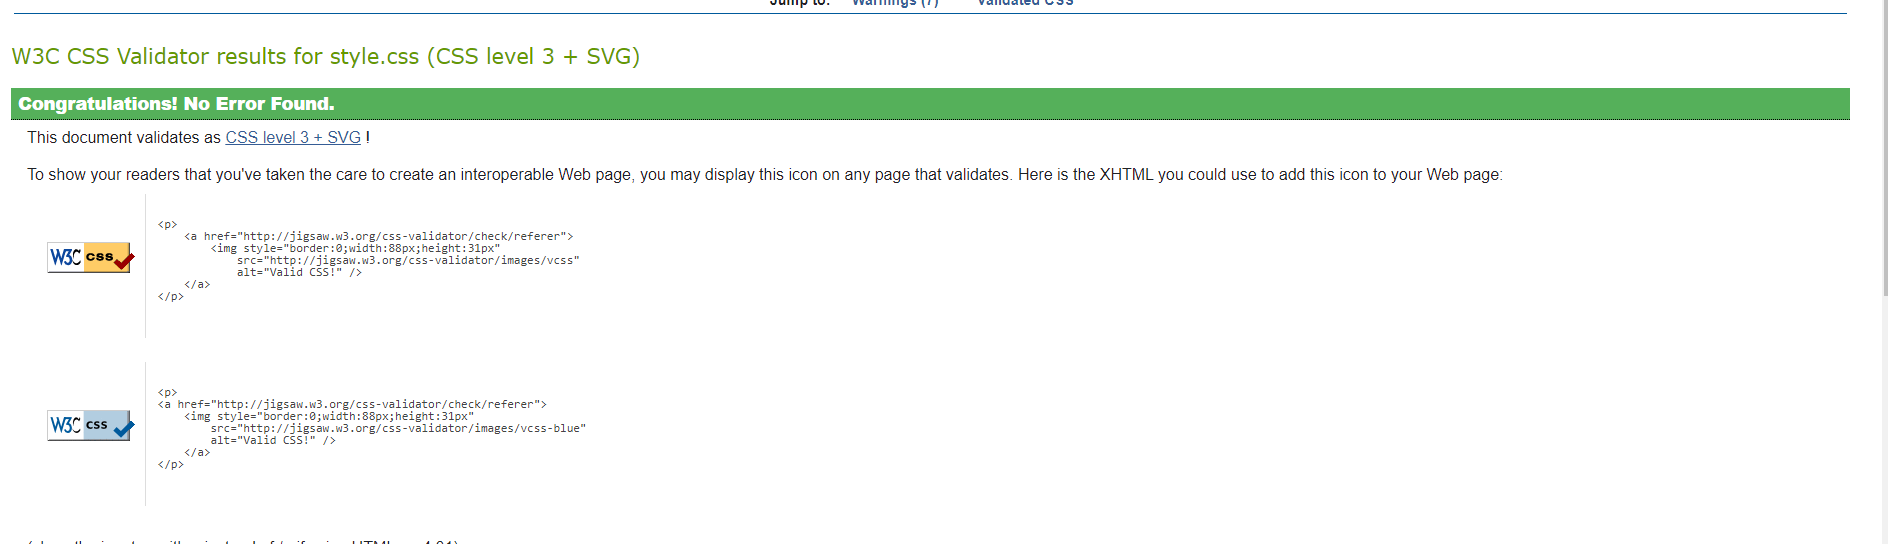 Jump to: Warnings (7) Validated CSS
W3C CSS Validator results for style.css (CSS level 3 + SVG)
Congratulations! No Error Found.
This document validates as CSS level 3 + SVG !
To show your readers that you've taken the care to create an interoperable Web page, you may display this icon on any page that validates. Here is the XHTML you could use to add this icon to your Web page:
W3C css
<p>
<a href="http://jigsaw.w3.org/css-validator/check/referer">
<img style="border:0;width:88px;height:31px"
src="http://jigsaw.w3.org/css-validator/images/vcss"
alt="Valid CSS!" />
</a>
</p>
W3C css
<p>
<a href="http://jigsaw.w3.org/css-validator/check/referer">
<img style="border:0;width:88px;height:31px"
src="http://jigsaw.w3.org/css-validator/images/vcss-blue"
alt="Valid CSS!" />
</a>
</p>